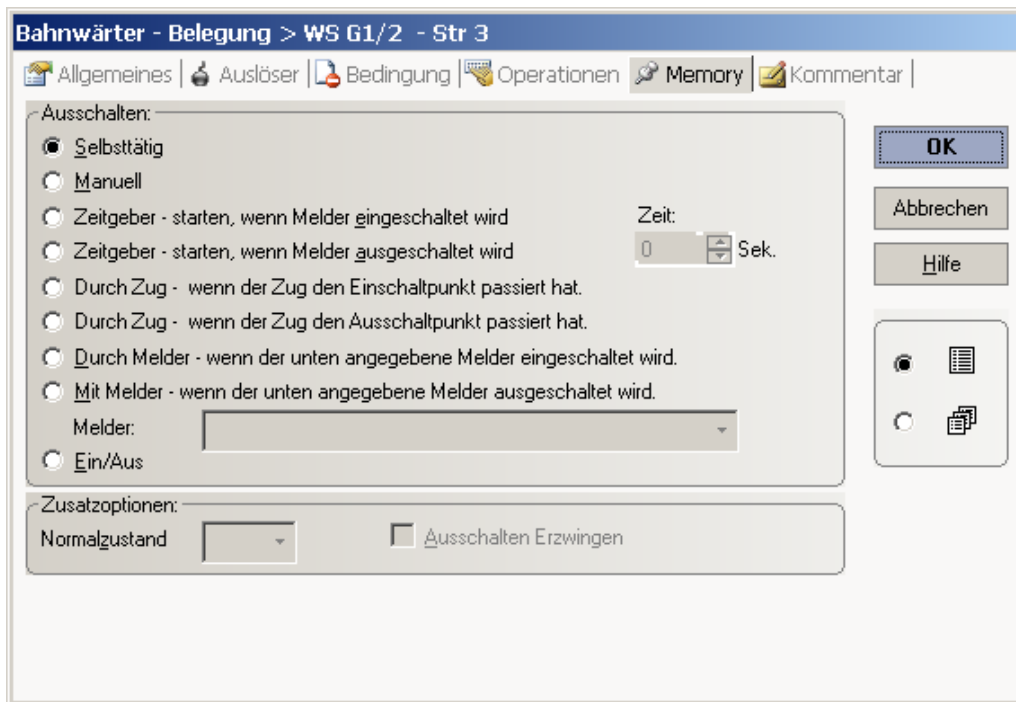 Bahnwärter - Belegung > WS G1/2 - Str 3
Allgemeines Auslöser Bedingung Operationen Memory Kommentar
Ausschalten:
Selbsttätig
Manuell
Zeitgeber - starten, wenn Melder eingeschaltet wird
Zeit:
Zeitgeber - starten, wenn Melder ausgeschaltet wird
0 Sek.
Durch Zug - wenn der Zug den Einschaltpunkt passiert hat.
Durch Zug - wenn der Zug den Ausschaltpunkt passiert hat.
Durch Melder - wenn der unten angegebene Melder eingeschaltet wird.
Mit Melder - wenn der unten angegebene Melder ausgeschaltet wird.
Melder:
Ein/Aus
Zusatzoptionen:
Normalzustand
Ausschalten Erzwingen
OK
Abbrechen
Hilfe